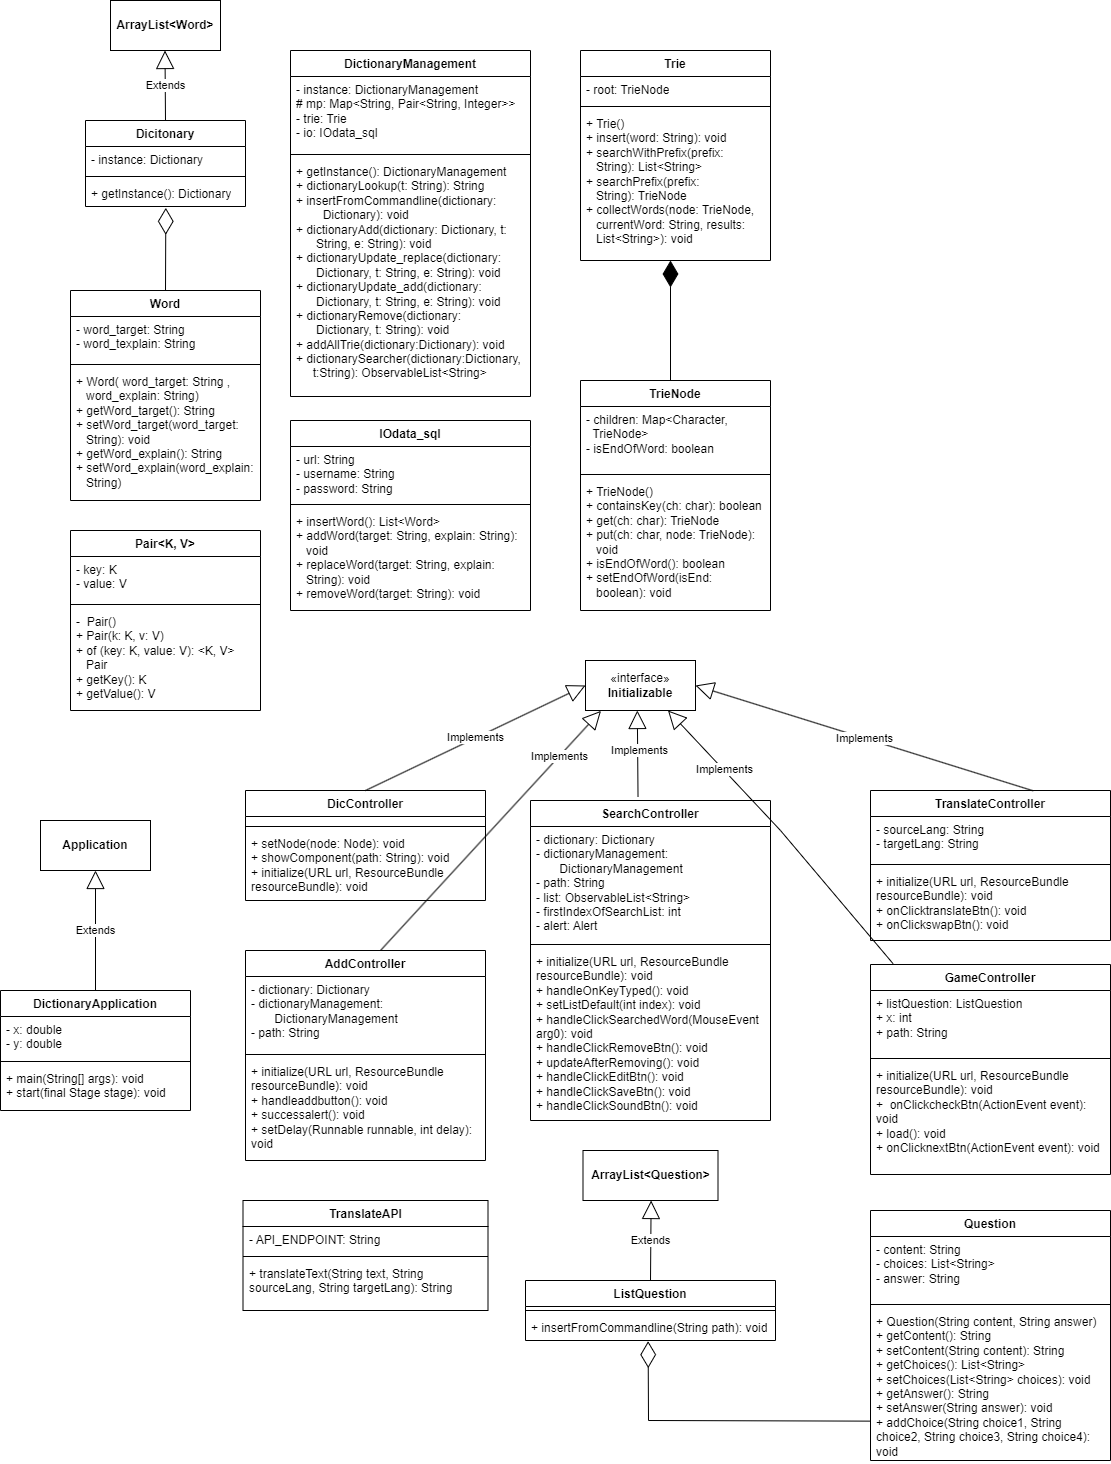 ArrayList<Word>
Extends
Dicitonary
- instance: Dictionary
+ getInstance(): Dictionary
Word
- word_target: String
- word_texplain: String
+ Word( word_target: String ,
word_explain: String)
+ getWord_target(): String
+ setWord_target(word_target:
String): void
+ getWord_explain(): String
+ setWord_explain(word_explain:
String)
Pair<K, V>
- key: K
- value: V
- Pair()
+ Pair(k: K, v: V)
+ of (key: K, value: V): <K, V>
Pair
+ getKey(): K
+ getValue(): V
DictionaryManagement
- instance: DictionaryManagement
# mp: Map<String, Pair<String, Integer>>
- trie: Trie
- io: IOdata_sql
+ getInstance(): DictionaryManagement
+ dictionaryLookup(t: String): String
+ insertFromCommandline(dictionary:
Dictionary): void
+ dictionaryAdd(dictionary: Dictionary, t:
String, e: String): void
+ dictionaryUpdate_replace(dictionary:
Dictionary, t: String, e: String): void
+ dictionaryUpdate_add(dictionary:
Dictionary, t: String, e: String): void
+ dictionaryRemove(dictionary:
Dictionary, t: String): void
+ addAllTrie(dictionary:Dictionary): void
+ dictionarySearcher(dictionary:Dictionary,
t:String): ObservableList<String>
IOdata_sql
- url: String
- username: String
- password: String
+ insertWord(): List<Word>
+ addWord(target: String, explain: String):
void
+ replaceWord(target: String, explain:
String): void
+ removeWord(target: String): void
Trie
- root: TrieNode
+ Trie()
+ insert(word: String): void
+ searchWithPrefix(prefix:
String): List<String>
+ searchPrefix(prefix:
String): TrieNode
+ collectWords(node: TrieNode,
currentWord: String, results:
List<String>): void
TrieNode
- children: Map<Character,
TrieNode>
- isEndOfWord: boolean
+ TrieNode()
+ containsKey(ch: char): boolean
+ get(ch: char): TrieNode
+ put(ch: char, node: TrieNode):
void
+ isEndOfWord(): boolean
+ setEndOfWord(isEnd:
boolean): void
«interface»
Initializable
Implements
Implements
Implements
Implements
Implements
DicController
+ setNode(node: Node): void
+ showComponent(path: String): void
+ initialize(URL url, ResourceBundle
resourceBundle): void
AddController
- dictionary: Dictionary
- dictionaryManagement:
DictionaryManagement
- path: String
+ initialize(URL url, ResourceBundle
resourceBundle): void
+ handleaddbutton(): void
+ successalert(): void
+ setDelay(Runnable runnable, int delay):
void
SearchController
- dictionary: Dictionary
- dictionaryManagement:
DictionaryManagement
- path: String
- list: ObservableList<String>
- firstIndexOfSearchList: int
- alert: Alert
+ initialize(URL url, ResourceBundle
resourceBundle): void
+ handleOnKeyTyped(): void
+ setListDefault(int index): void
+ handleClickSearchedWord(MouseEvent
arg0): void
+ handleClickRemoveBtn(): void
+ updateAfterRemoving(): void
+ handleClickEditBtn(): void
+ handleClickSaveBtn(): void
+ handleClickSoundBtn(): void
TranslateController
- sourceLang: String
- targetLang: String
+ initialize(URL url, ResourceBundle
resourceBundle): void
+ onClicktranslateBtn(): void
+ onClickswapBtn(): void
GameController
+ listQuestion: ListQuestion
+ x: int
+ path: String
+ initialize(URL url, ResourceBundle
resourceBundle): void
+ onClickcheckBtn(ActionEvent event):
void
+ load(): void
+ onClicknextBtn(ActionEvent event): void
Application
Extends
DictionaryApplication
- x: double
- y: double
+ main(String[] args): void
+ start(final Stage stage): void
TranslateAPI
- API_ENDPOINT: String
+ translateText(String text, String
sourceLang, String targetLang): String
ArrayList<Question>
Extends
ListQuestion
+ insertFromCommandline(String path): void
Question
- content: String
- choices: List<String>
- answer: String
+ Question(String content, String answer)
+ getContent(): String
+ setContent(String content): String
+ getChoices(): List<String>
+ setChoices(List<String> choices): void
+ getAnswer(): String
+ setAnswer(String answer): void
+ addChoice(String choice1, String
choice2, String choice3, String choice4):
void